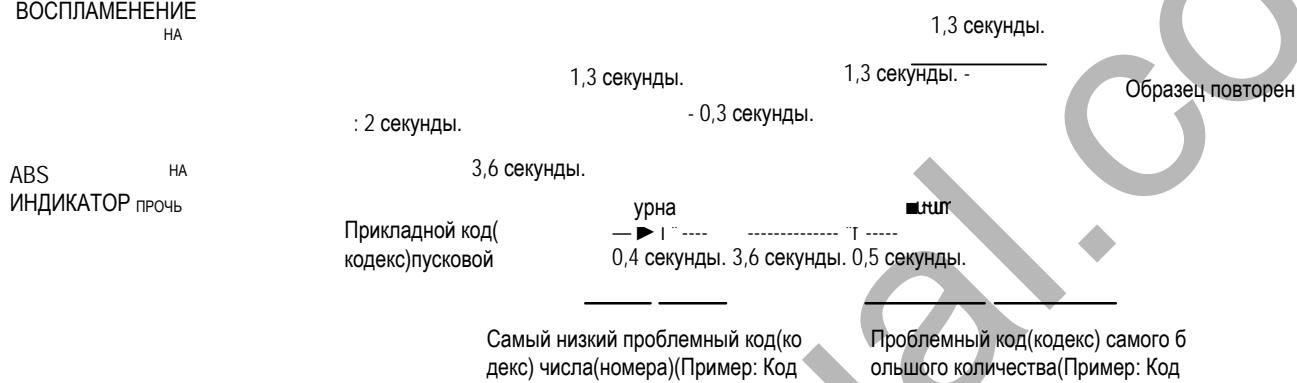 ВОСПЛАМЕНЕНИЕ
НА
1,3 секунды.
1,3 секунды.
1,3 секунды. -
Образец повторен
: 2 секунды.
- 0,3 секунды.
ABS НА
ИНДИКАТОР ПРОЧЬ
3,6 секунды.
урна
Прикладной код(
кодекс)пусковой
0,4 секунды. 3,6 секунды. 0,5 секунды.
Самый низкий проблемный код(ко
декс) числа(номера)(Пример: Код
Проблемный код(кодекс) самого б
ольшого количества(Пример: Код